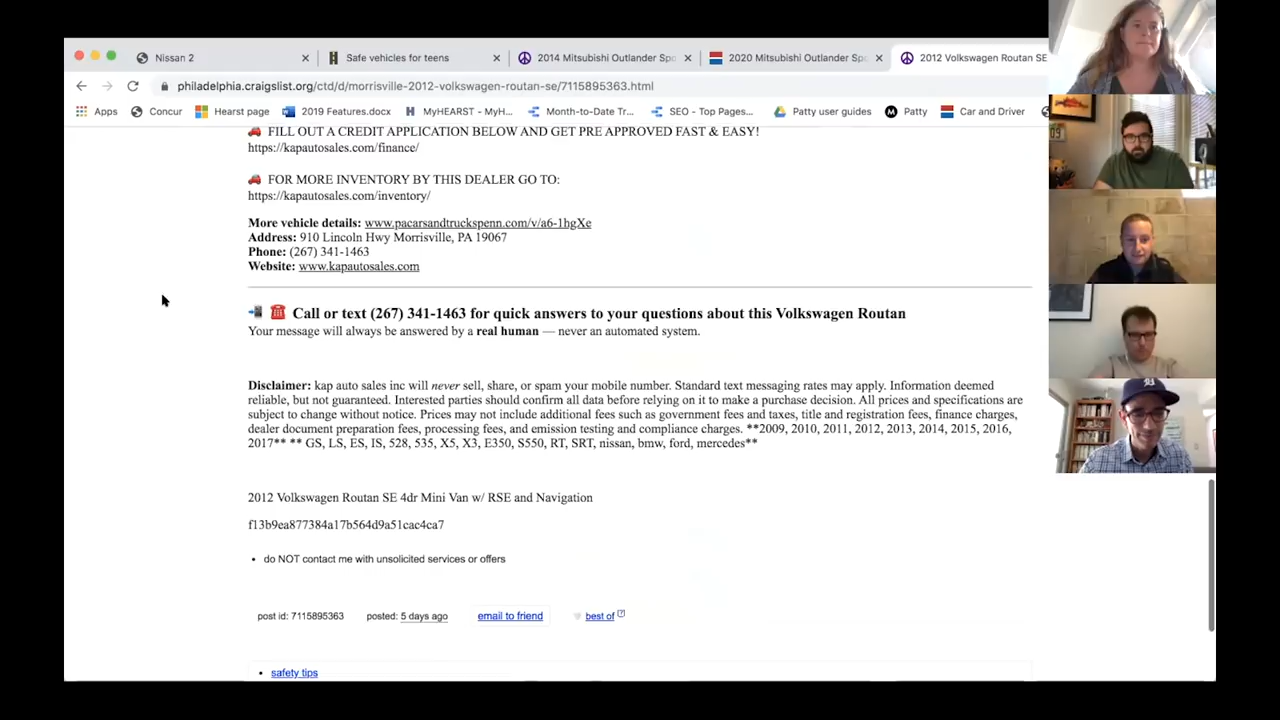 Nissan 2
Safe vehicles for teens
2014 Mitsubishi Outlander Spo
2020 Mitsubishi Outlander Spo
2012 Volkswagen Routan SE
philadelphia.craigslist.org/ctd/d/morrisville-2012-volkswagen-routan-se/7115895363.html
Apps
Concur
Hearst page
2019 Features.docx
MyHEARST - MyH...
Month-to-Date Tr...
SEO - Top Pages...
Patty user guides
Patty
Car and Driver
FILL OUT A CREDIT APPLICATION BELOW AND GET PRE APPROVED FAST & EASY!
https://kapautosales.com/finance/
FOR MORE INVENTORY BY THIS DEALER GO TO:
https://kapautosales.com/inventory/
More vehicle details: www.pacarsandtruckspenn.com/v/a6-1hgXe
Address: 910 Lincoln Hwy Morrisville, PA 19067
Phone: (267) 341-1463
Website: www.kapautosales.com
Call or text (267) 341-1463 for quick answers to your questions about this Volkswagen Routan
Your message will always be answered by a real human — never an automated system.
Disclaimer: kap auto sales inc will never sell, share, or spam your mobile number. Standard text messaging rates may apply. Information deemed
reliable, but not guaranteed. Interested parties should confirm all data before relying on it to make a purchase decision. All prices and specifications are
subject to change without notice. Prices may not include additional fees such as government fees and taxes, title and registration fees, finance charges,
dealer document preparation fees, processing fees, and emission testing and compliance charges. **2009, 2010, 2011, 2012, 2013, 2014, 2015, 2016,
2017** ** GS, LS, ES, IS, 528, 535, X5, X3, E350, S550, RT, SRT, nissan, bmw, ford, mercedes**
2012 Volkswagen Routan SE 4dr Mini Van w/ RSE and Navigation
f13b9ea877384a17b564d9a51cac4ca7
• do NOT contact me with unsolicited services or offers
post id: 7115895363
posted: 5 days ago
email to friend
best of [?]
• safety tips